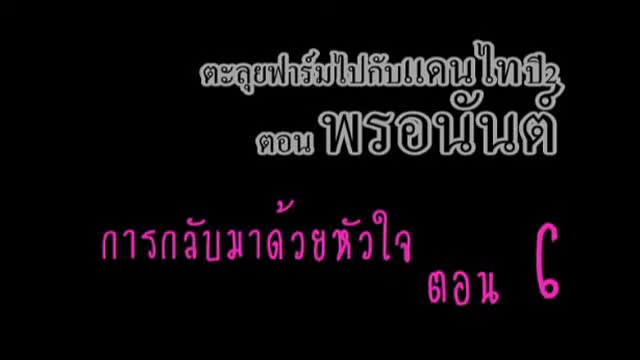 ตะลุยฟาร์มไปกับแดนไทปี2
ตอน พรอนันต์
การกลับมาด้วยหัวใจ
ตอน 6